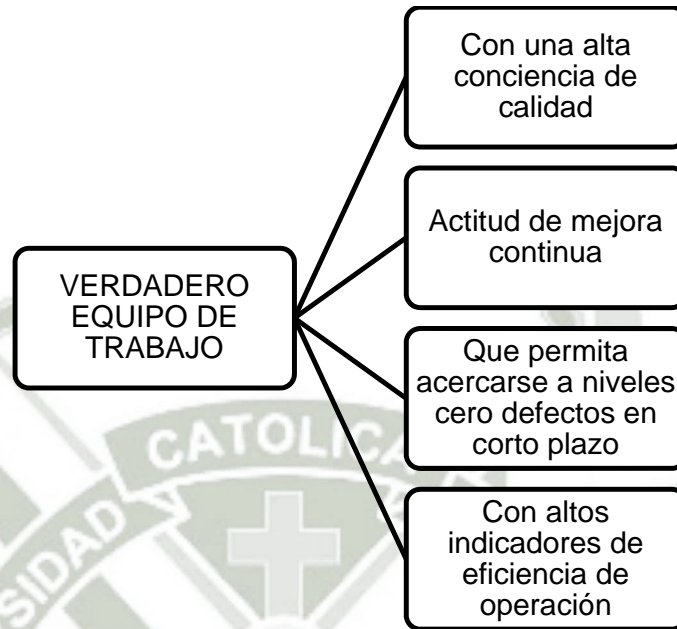 Con una alta
conciencia de
calidad
Actitud de mejora
continua
VERDADERO
EQUIPO DE
TRABAJO
Que permita
acercarse a niveles
cero defectos en
corto plazo
Con altos
indicadores de
eficiencia de
operación
CATOLICA